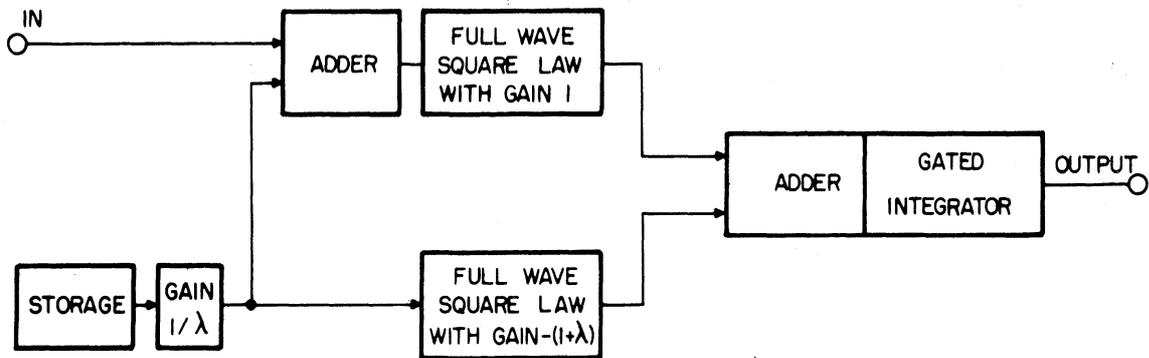 IN
ADDER
FULL WAVE
SQUARE LAW
WITH GAIN 1
ADDER
GATED
INTEGRATOR
OUTPUT
STORAGE
GAIN
1/λ
FULL WAVE
SQUARE LAW
WITH GAIN-(1+λ)